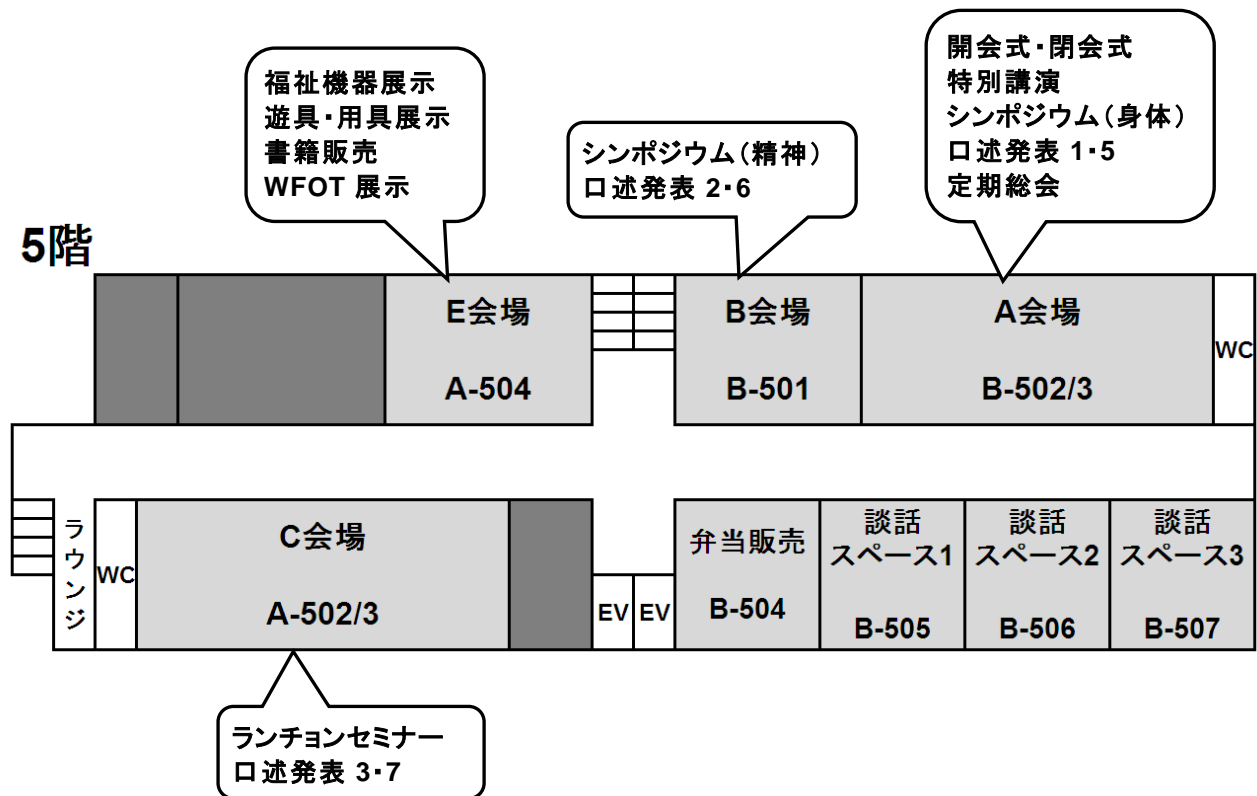 福祉機器展示
遊具・用具展示
書籍販売
WFOT 展示
シンポジウム（精神）
口述発表 2・6
開会式・閉会式
特別講演
シンポジウム（身体）
口述発表 1・5
定期総会
5階
E会場
A-504
B会場
B-501
A会場
B-502/3
WC
ラウンジ
WC
C会場
A-502/3
EV
EV
弁当販売
B-504
談話
スペース1
B-505
談話
スペース2
B-506
談話
スペース3
B-507
ランチョンセミナー
口述発表 3・7